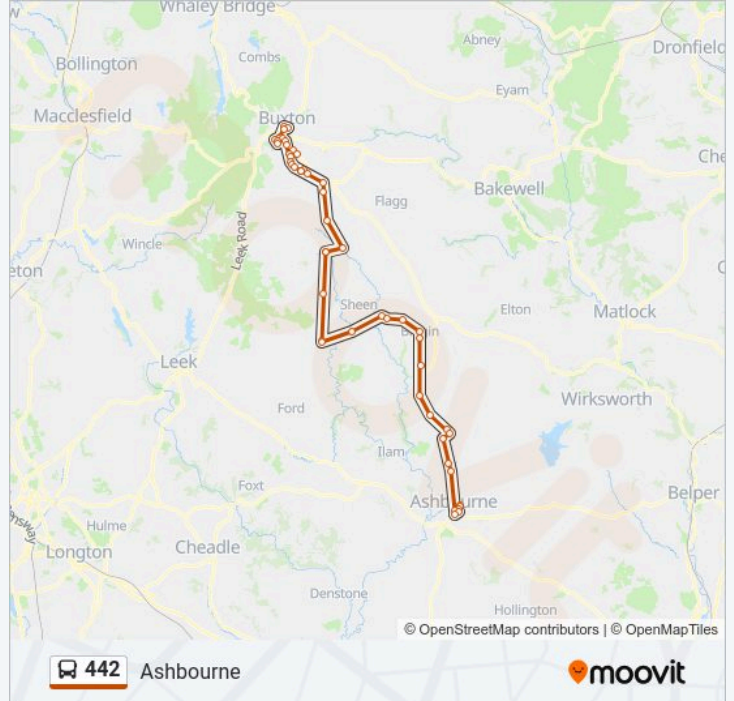 Whaley Bridge
Abney
Dronfield
Bollington
Combs
Eyam
Macclesfield
Buxton
Che
Bakewell
Flagg
Leek Road
Wincle
eton
C
Sheen
Elton
Matlock
Leek
Wirksworth
Ford
Ilam
Foxt
Ashbourne
Belper
ensway
Hulme
Longton
Cheadle
Denstone
Hollington
© OpenStreetMap contributors | © OpenMapTiles
442 Ashbourne
moovit